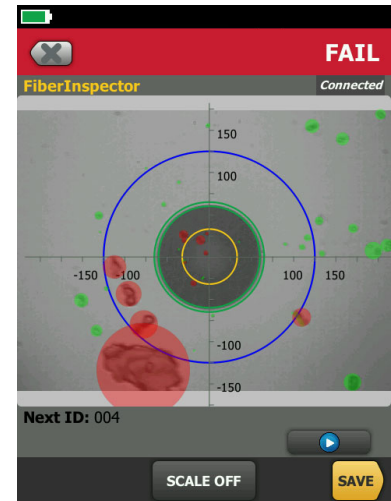 FAIL
FiberInspector
Connected
150
100
-150
-100
100
150
-100
-150
Next ID: 004
SCALE OFF
SAVE